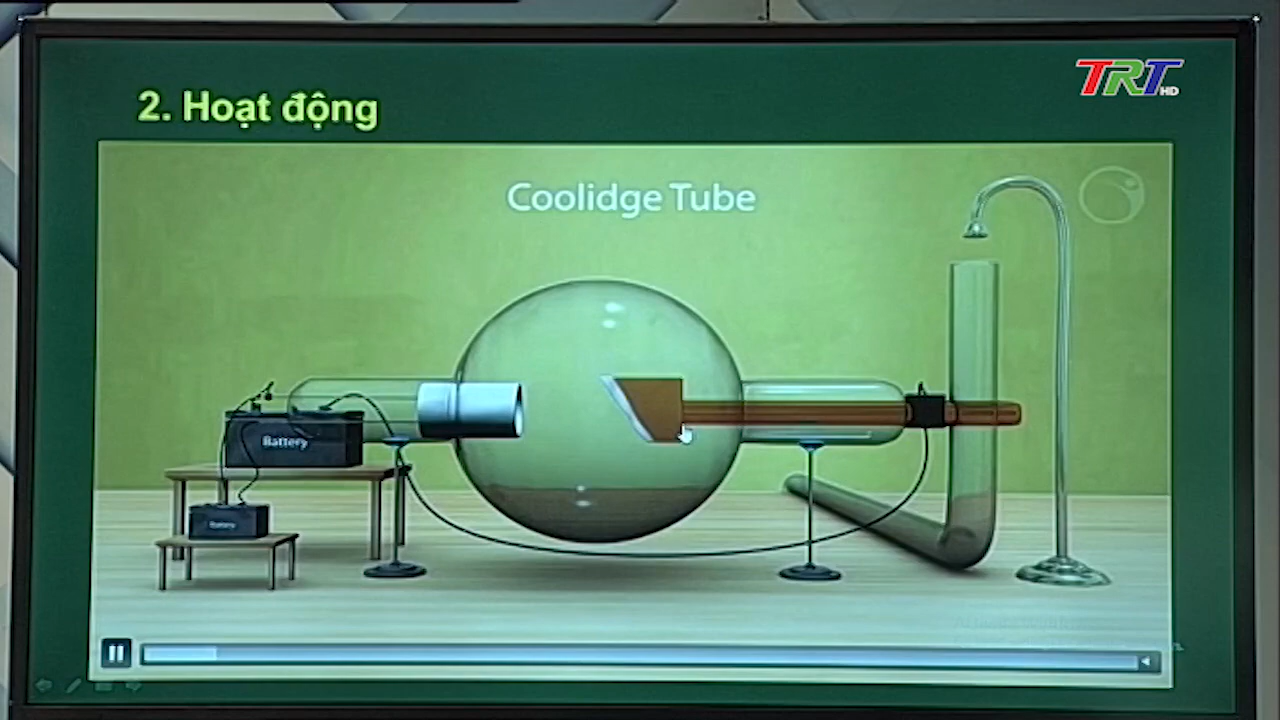 TRT HD
2. Hoạt động
Coolidge Tube
Battery
Battery